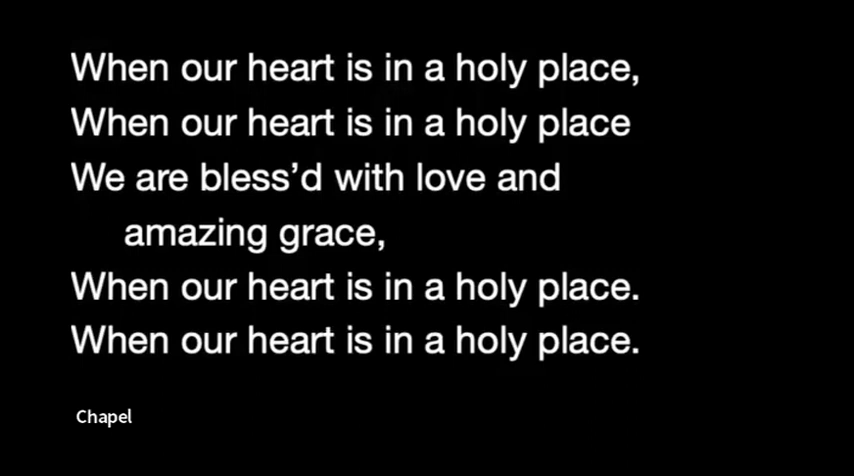 When our heart is in a holy place,
When our heart is in a holy place
We are bless’d with love and
amazing grace,
When our heart is in a holy place.
When our heart is in a holy place.
Chapel